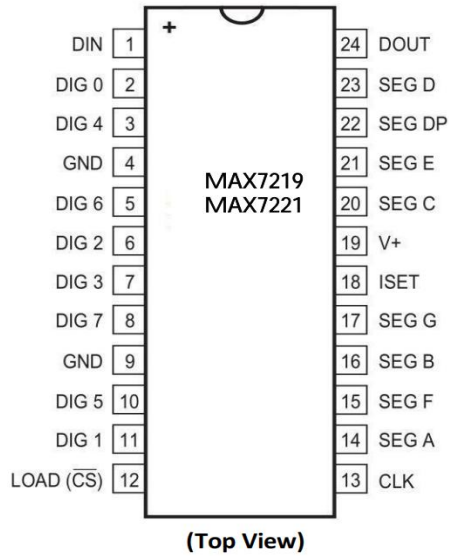 +
DIN 1 24 DOUT
DIG 0 2 23 SEG D
DIG 4 3 22 SEG DP
GND 4 21 SEG E
MAX7219
DIG 6 5 MAX7221 20 SEG C
DIG 2 6 19 V+
DIG 3 7 18 ISET
DIG 7 8 17 SEG G
GND 9 16 SEG B
DIG 5 10 15 SEG F
DIG 1 11 14 SEG A
LOAD (C̅S̅) 12 13 CLK
(Top View)